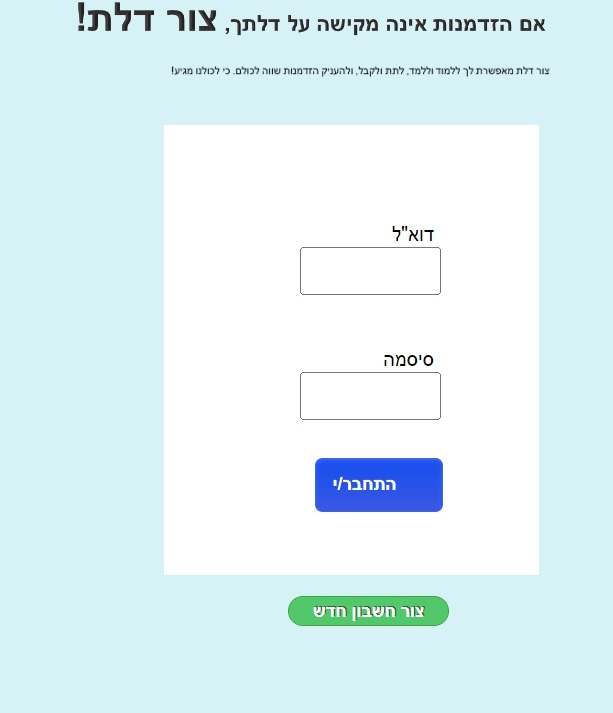 אם הזדמנות אינה מקישה על דלתך, צור דלת!
צור דלת מאפשרת לך ללמוד וללמד, לתת ולקבל, ולהעניק הזדמנות שווה לכולם. כי לכולנו מגיע!
דוא"ל
סיסמה
התחבר/י
צור חשבון חדש